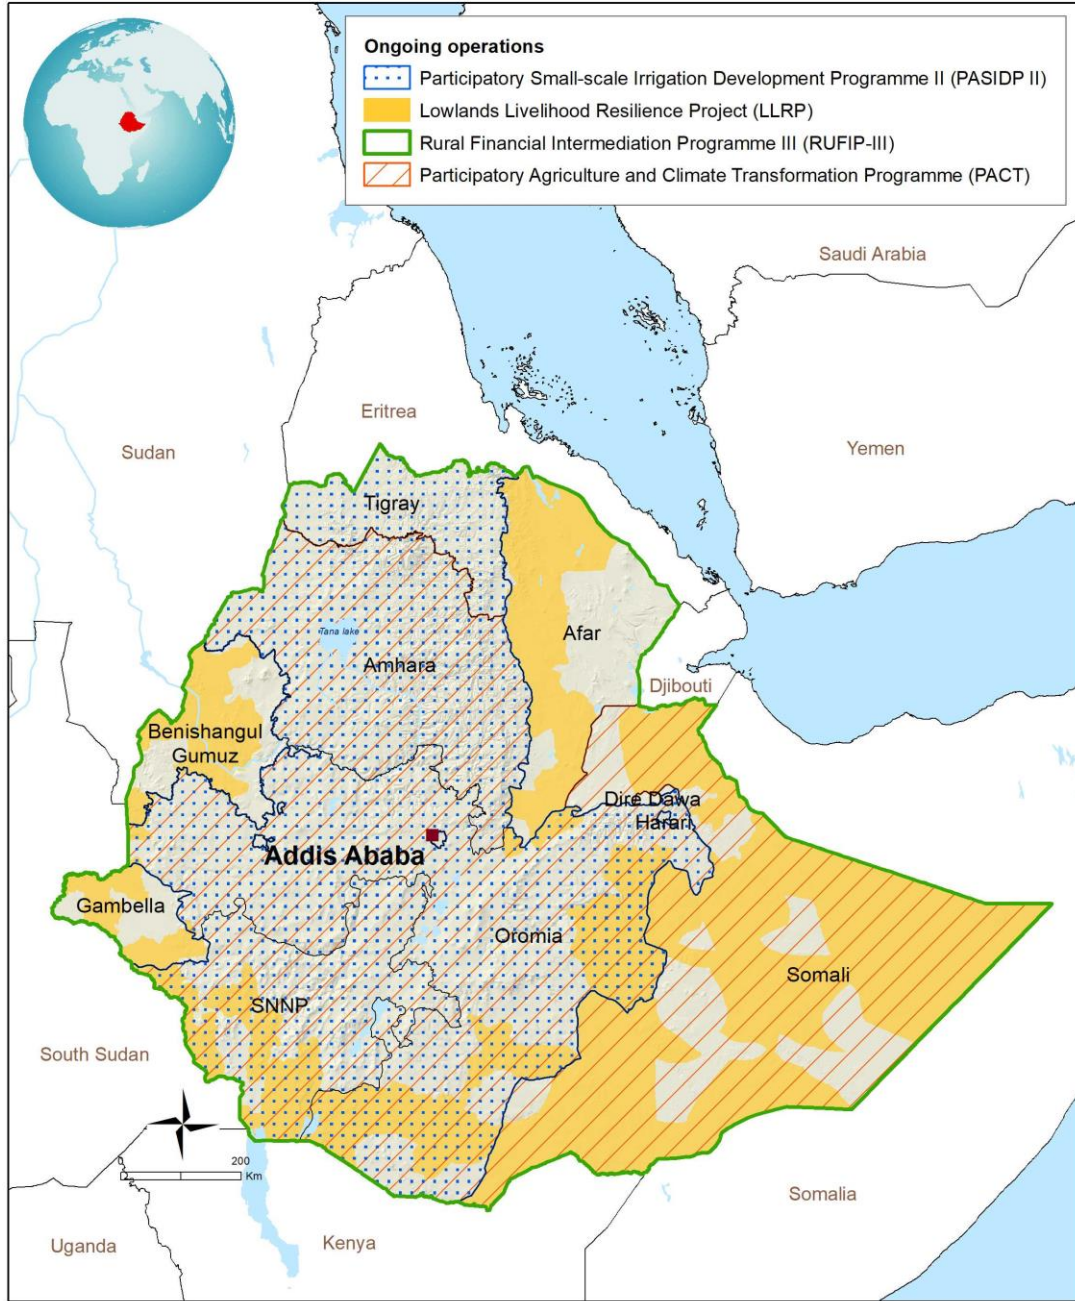 Ongoing operations
Participatory Small-scale Irrigation Development Programme II (PASIDP II)
Lowlands Livelihood Resilience Project (LLRP)
Rural Financial Intermediation Programme III (RUFIP-III)
Participatory Agriculture and Climate Transformation Programme (PACT)
Saudi Arabia
Eritrea
Sudan
Yemen
Tigray
Tana lake
Afar
Amhara
Djibouti
Benishangul
Gumuz
Dire Dawa
Harari
Addis Ababa
Gambella
Oromia
Somali
SNNP
South Sudan
0 200
Km
Somalia
Uganda
Kenya